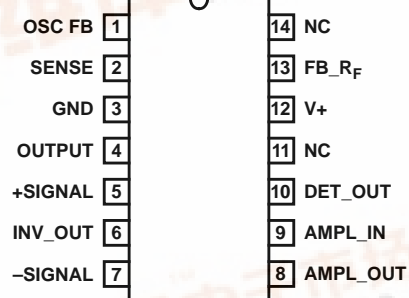 OSC FB 1 14 NC
SENSE 2 13 FB_RF
GND 3 12 V+
OUTPUT 4 11 NC
+SIGNAL 5 10 DET_OUT
INV_OUT 6 9 AMPL_IN
–SIGNAL 7 8 AMPL_OUT